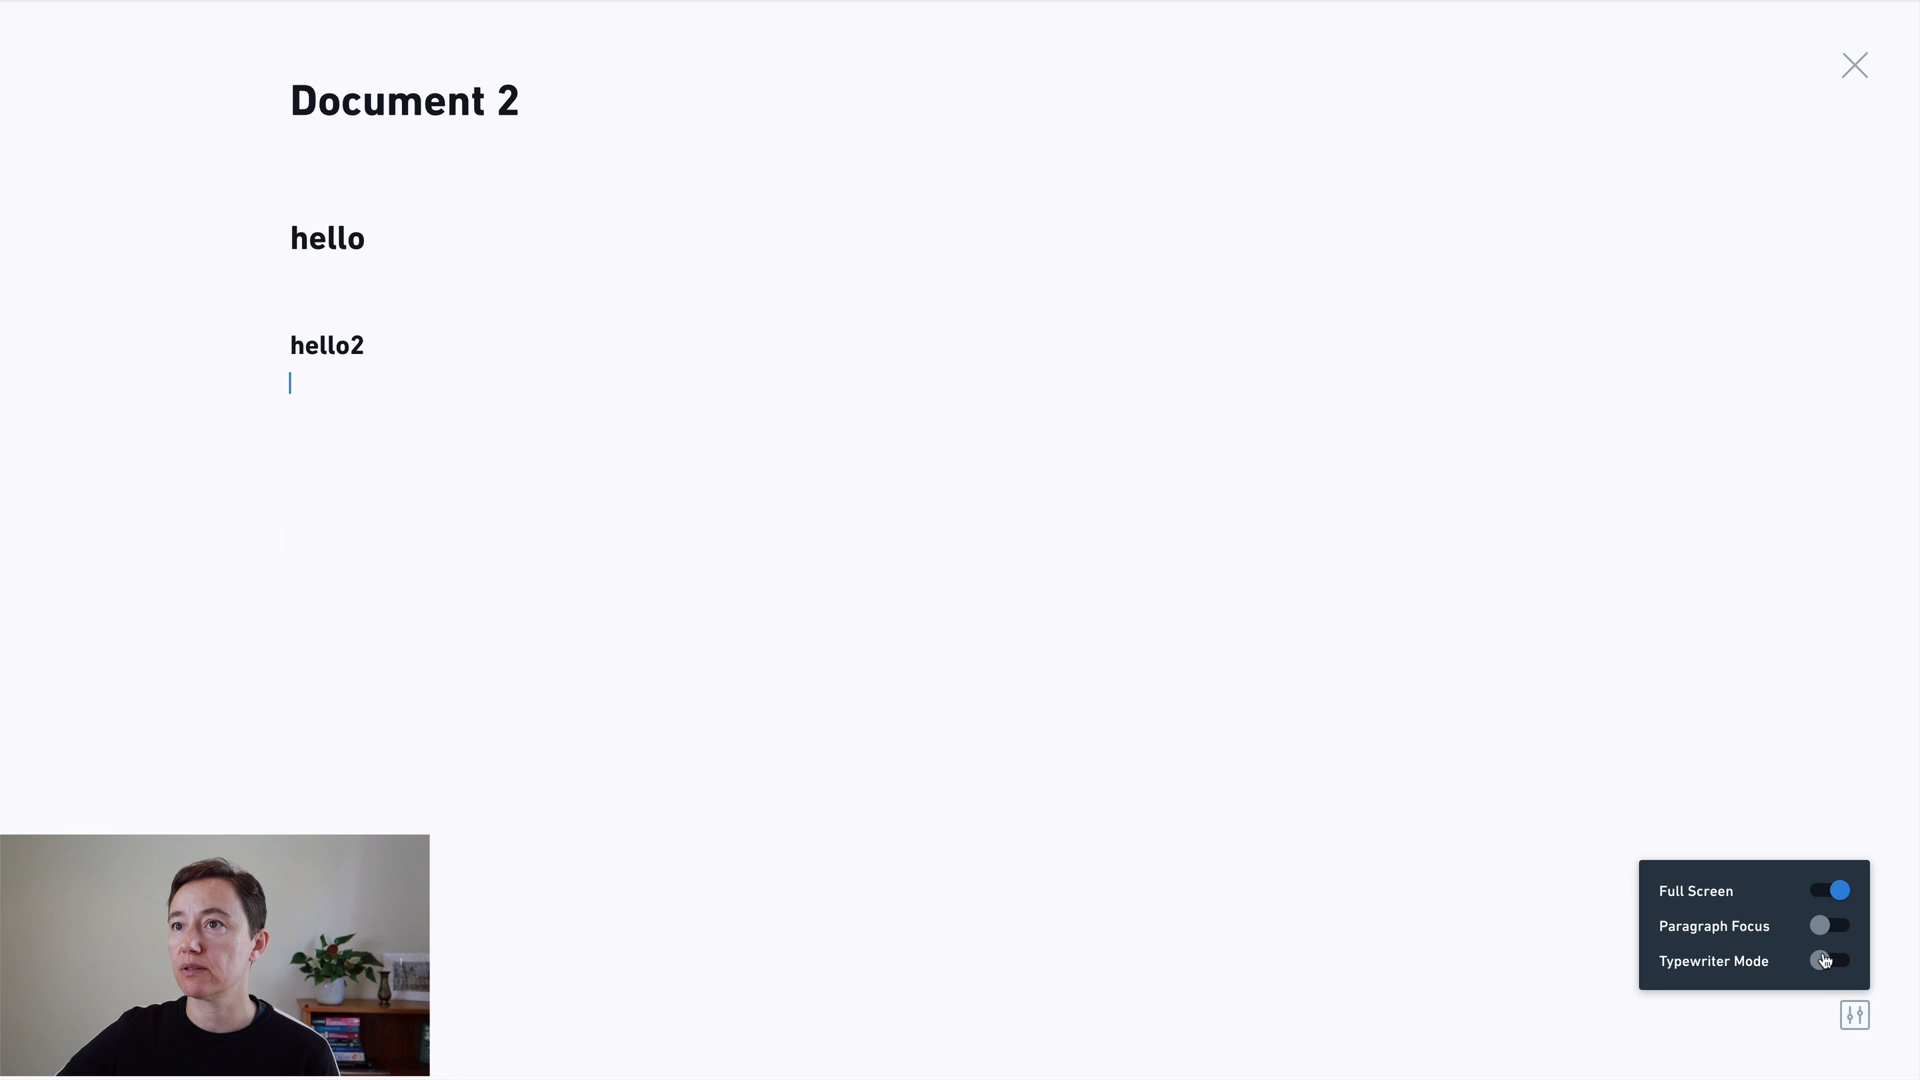 Document 2
hello
hello2
Full Screen
Paragraph Focus
Typewriter Mode